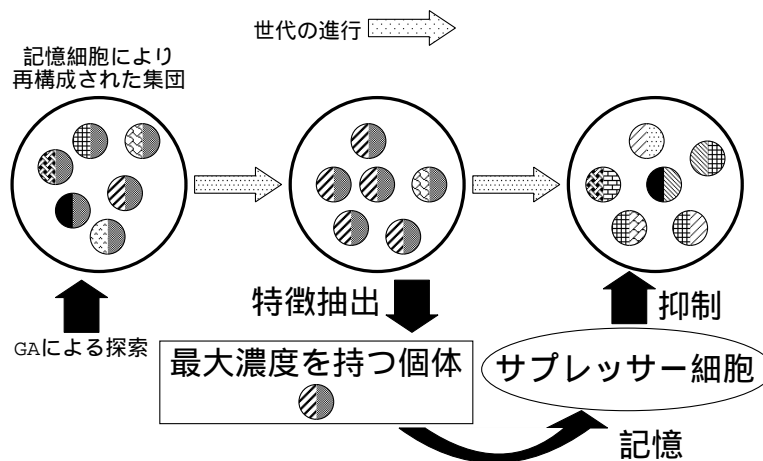 世代の進行
記憶細胞により
再構成された集団
特徴抽出
抑制
GAによる探索
最大濃度を持つ個体
サプレッサー細胞
記憶